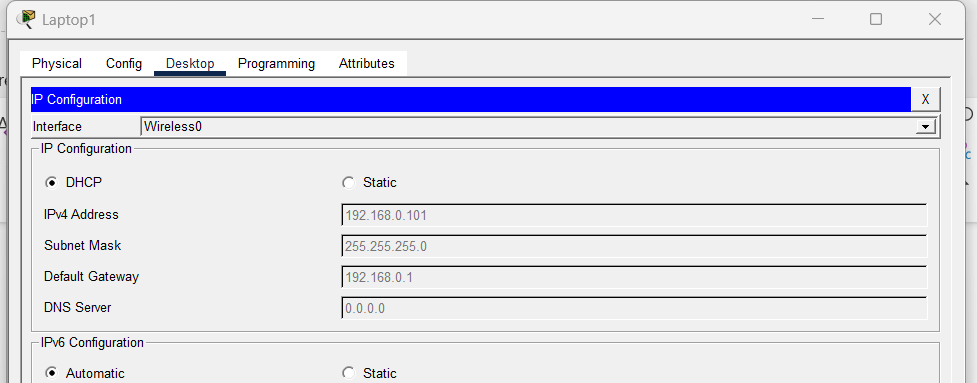 Laptop1
Physical Config Desktop Programming Attributes
IP Configuration X
Interface Wireless0
IP Configuration
DHCP Static
IPv4 Address 192.168.0.101
Subnet Mask 255.255.255.0
Default Gateway 192.168.0.1
DNS Server 0.0.0.0
IPv6 Configuration
Automatic Static